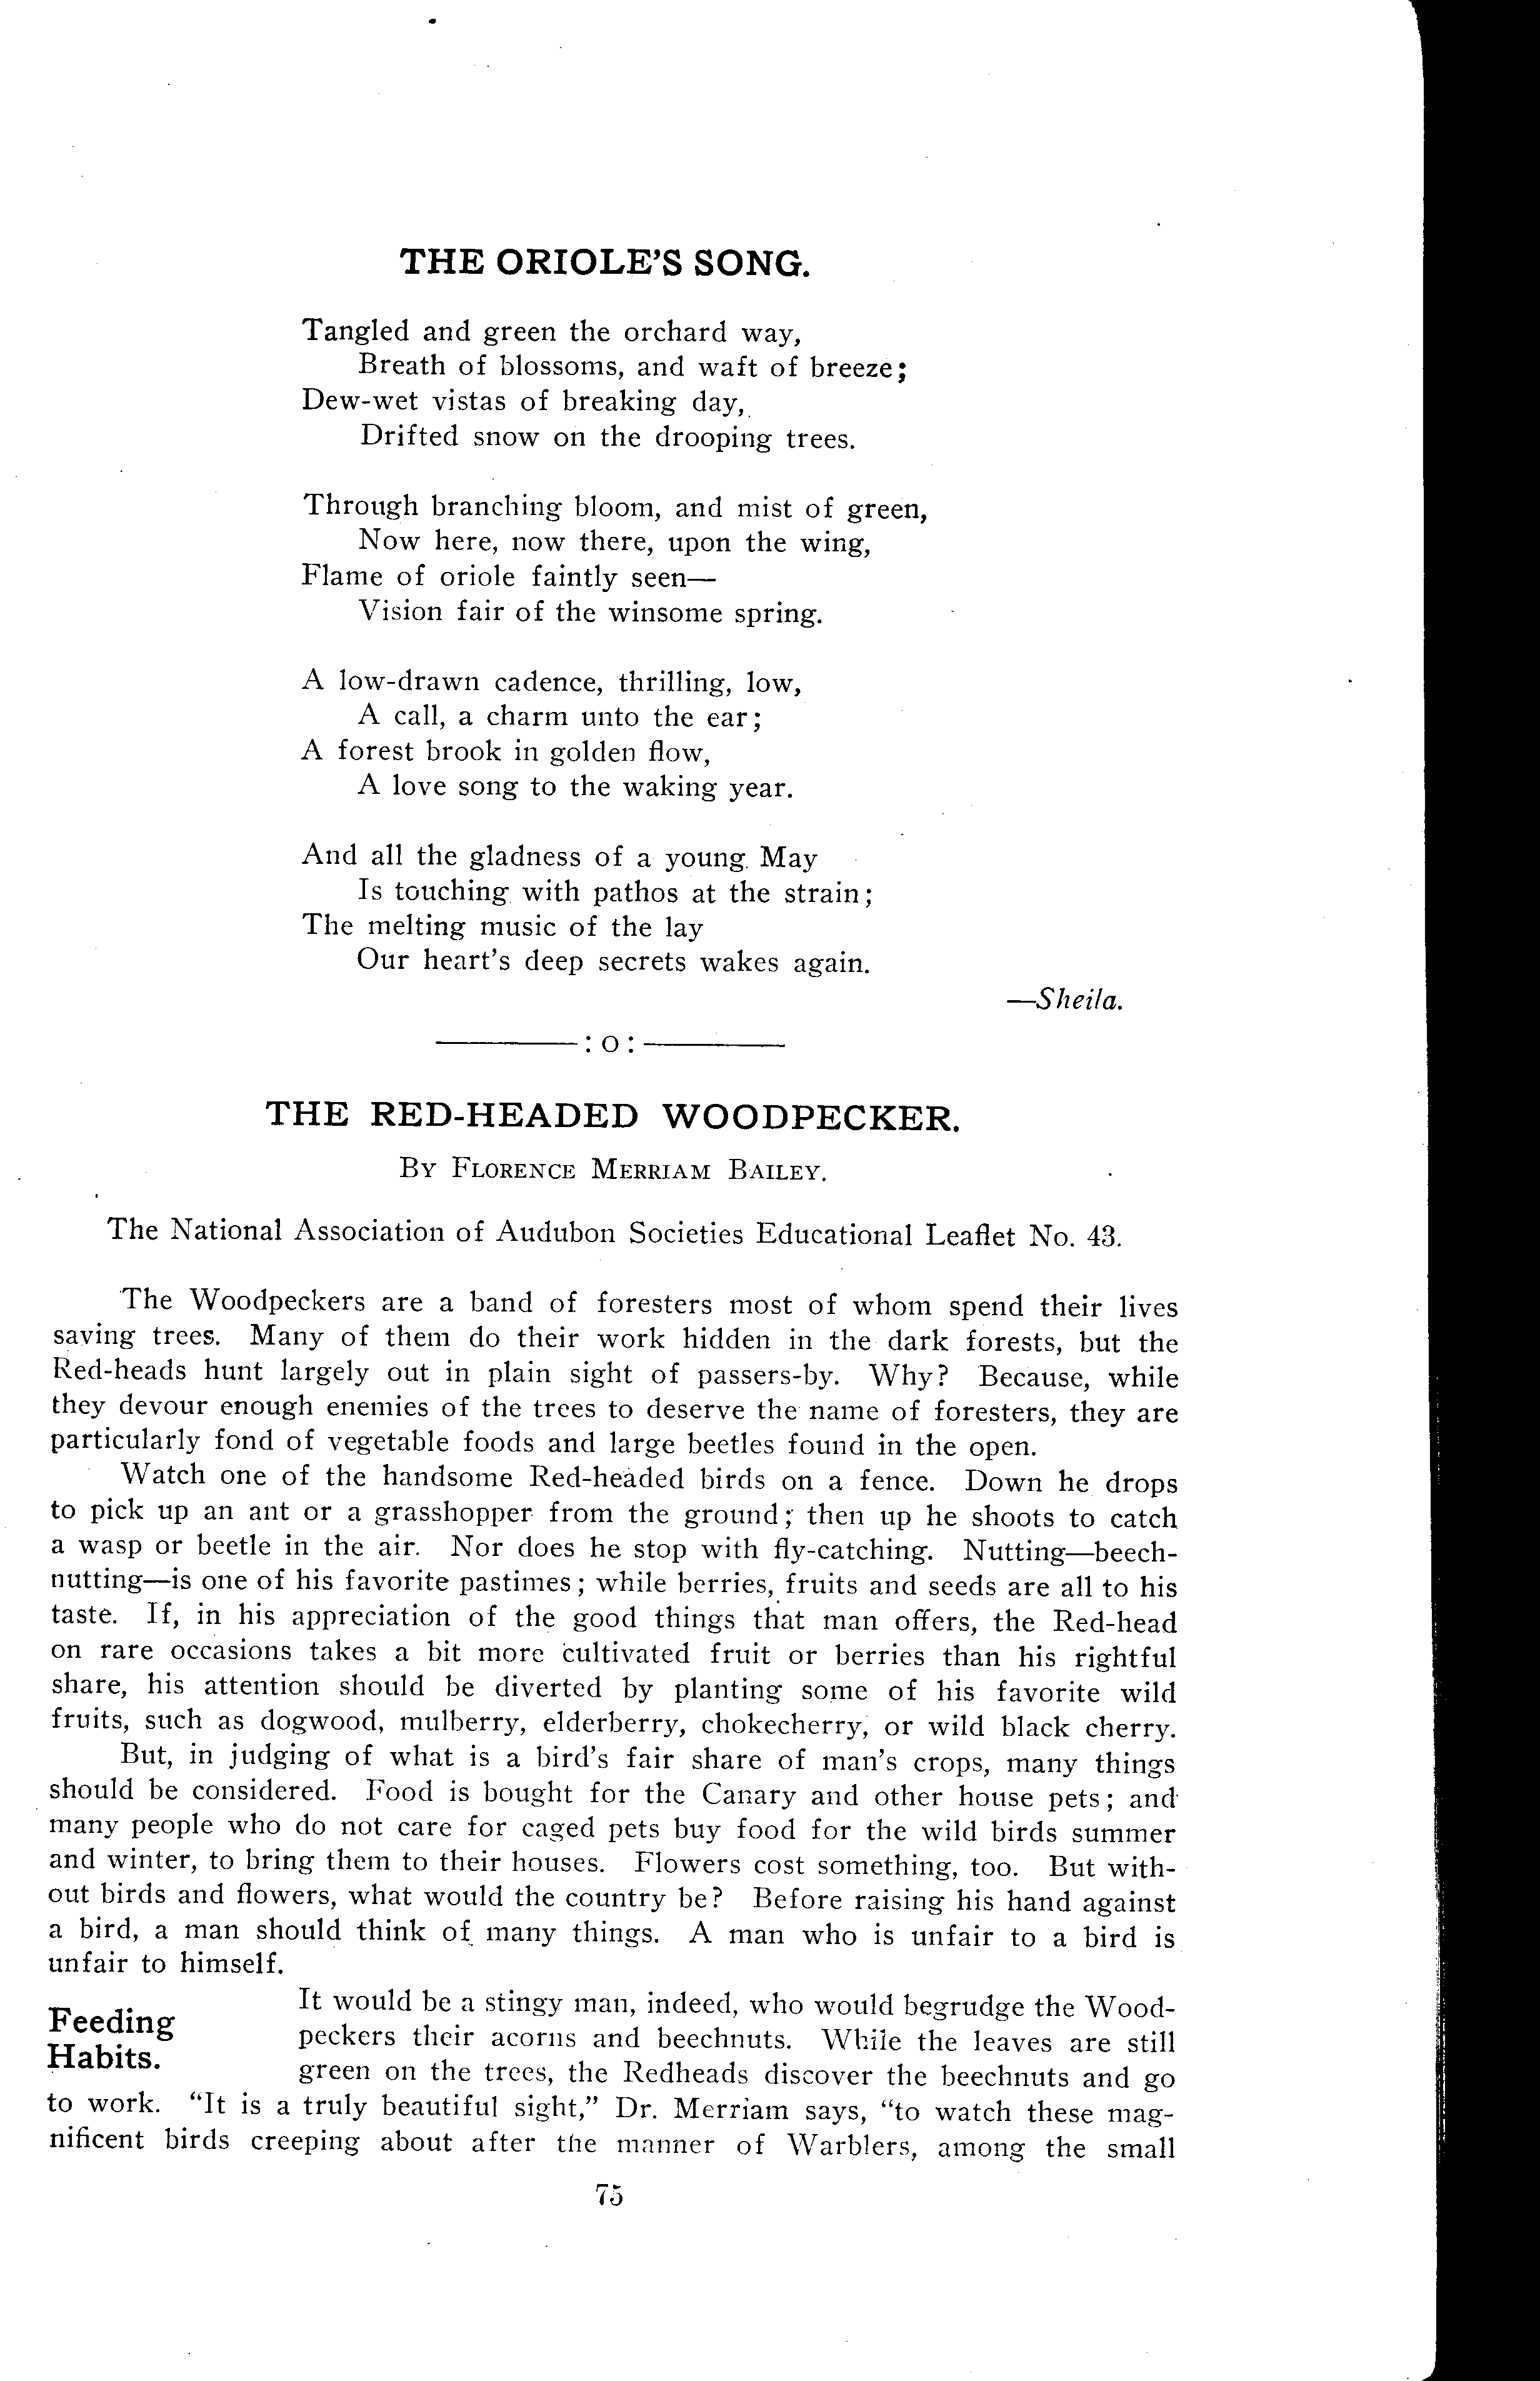 THE ORIOLE'S SONG.
Tangled and green the orchard way,
Breath of blossoms, and waft of breeze;
Dew-wet vistas of breaking day,
Drifted snow on the drooping trees.
Through branching bloom, and mist of green,
Now here, now there, upon the wing,
Flame of oriole faintly seen—
Vision fair of the winsome spring.
A low-drawn cadence, thrilling, low,
A call, a charm unto the ear;
A forest brook in golden flow,
A love song to the waking year.
And all the gladness of a young May
Is touching with pathos at the strain;
The melting music of the lay
Our heart's deep secrets wakes again.
—Sheila.
:o:
THE RED-HEADED WOODPECKER.
By Florence Merriam Bailey.
The National Association of Audubon Societies Educational Leaflet No. 43.
The Woodpeckers are a band of foresters most of whom spend their lives
saving trees. Many of them do their work hidden in the dark forests, but the
Red-heads hunt largely out in plain sight of passers-by. Why? Because, while
they devour enough enemies of the trees to deserve the name of foresters, they are
particularly fond of vegetable foods and large beetles found in the open.
Watch one of the handsome Red-headed birds on a fence. Down he drops
to pick up an ant or a grasshopper from the ground; then up he shoots to catch
a wasp or beetle in the air. Nor does he stop with fly-catching. Nutting—beech-
nutting—is one of his favorite pastimes; while berries, fruits and seeds are all to his
taste. If, in his appreciation of the good things that man offers, the Red-head
on rare occasions takes a bit more cultivated fruit or berries than his rightful
share, his attention should be diverted by planting some of his favorite wild
fruits, such as dogwood, mulberry, elderberry, chokecherry, or wild black cherry.
But, in judging of what is a bird's fair share of man's crops, many things
should be considered. Food is bought for the Canary and other house pets; and
many people who do not care for caged pets buy food for the wild birds summer
and winter, to bring them to their houses. Flowers cost something, too. But with-
out birds and flowers, what would the country be? Before raising his hand against
a bird, a man should think of many things. A man who is unfair to a bird is
unfair to himself.
Feeding
Habits.
It would be a stingy man, indeed, who would begrudge the Wood-
peckers their acorns and beechnuts. While the leaves are still
green on the trees, the Redheads discover the beechnuts and go
to work. "It is a truly beautiful sight," Dr. Merriam says, "to watch these mag-
nificent birds creeping about after the manner of Warblers, among the small
75